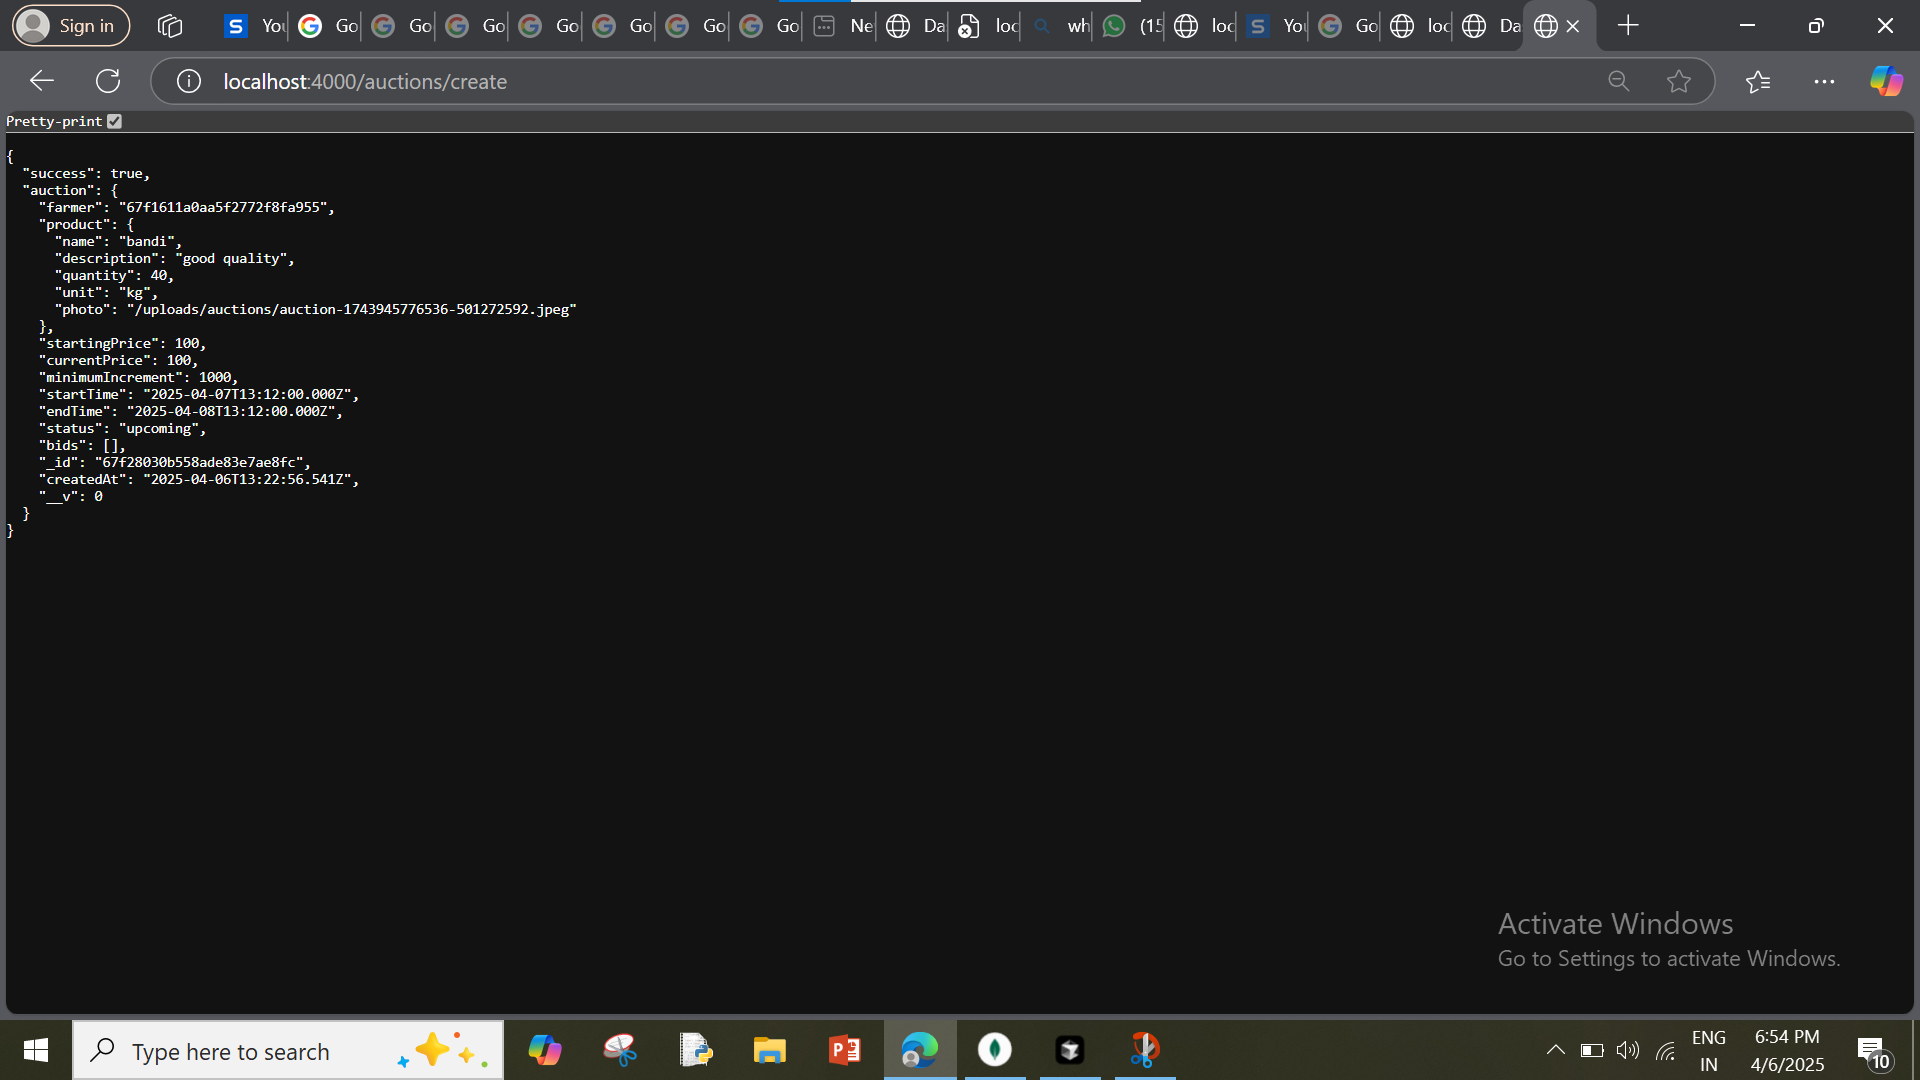 Sign in
You
Go
Go
Go
Go
Go
Go
Go
Ne
Da
loc
wh
(15
loc
You
Go
loc
Da
localhost:4000/auctions/create
Pretty-print
{
"success": true,
"auction": {
"farmer": "67f1611a0aa5f2772f8fa955",
"product": {
"name": "bandi",
"description": "good quality",
"quantity": 40,
"unit": "kg",
"photo": "/uploads/auctions/auction-1743945776536-501272592.jpeg"
},
"startingPrice": 100,
"currentPrice": 100,
"minimumIncrement": 1000,
"startTime": "2025-04-07T13:12:00.000Z",
"endTime": "2025-04-08T13:12:00.000Z",
"status": "upcoming",
"bids": [],
"_id": "67f28030b558ade83e7ae8fc",
"createdAt": "2025-04-06T13:22:56.541Z",
"__v": 0
}
}
Activate Windows
Go to Settings to activate Windows.
Type here to search
ENG
IN
6:54 PM
4/6/2025
10